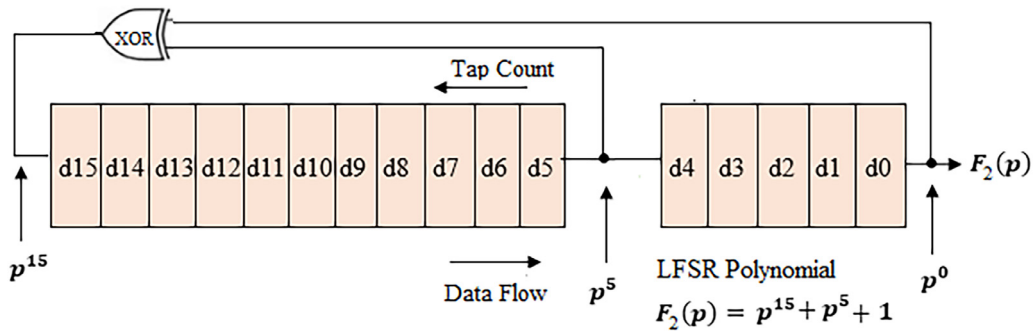 XOR
Tap Count
d15 d14 d13 d12 d11 d10 d9 d8 d7 d6 d5 d4 d3 d2 d1 d0
F₂(p)
p¹⁵
Data Flow
p⁵
p⁰
LFSR Polynomial
F₂(p) = p¹⁵ + p⁵ + 1